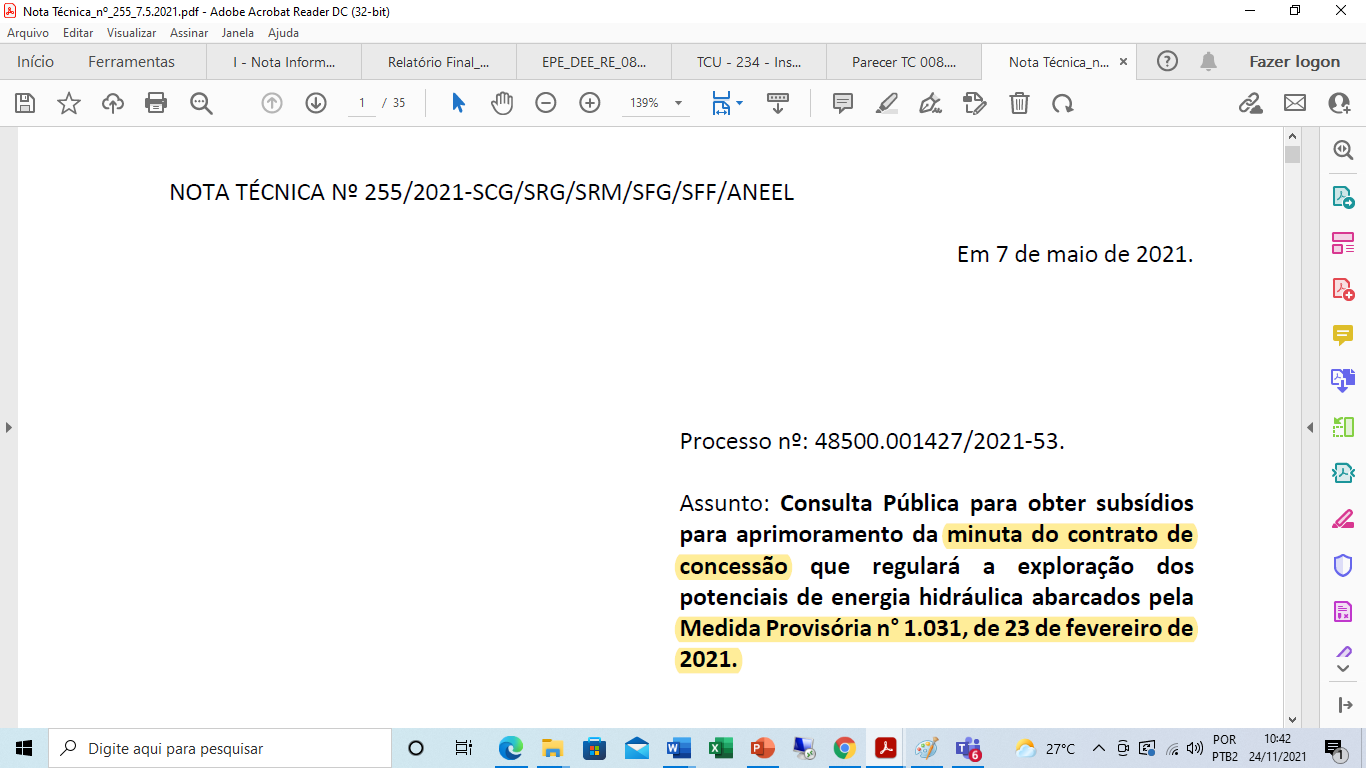 Nota Técnica_nº_255_7.5.2021.pdf - Adobe Acrobat Reader DC (32-bit)
Arquivo Editar Visualizar Assinar Janela Ajuda
Início Ferramentas I - Nota Inform... Relatório Final_... EPE_DEE_RE_08... TCU - 234 - Ins... Parecer TC 008.... Nota Técnica_n... Fazer logon
1 / 35 139%
NOTA TÉCNICA Nº 255/2021-SCG/SRG/SRM/SFG/SFF/ANEEL
Em 7 de maio de 2021.
Processo nº: 48500.001427/2021-53.
Assunto: Consulta Pública para obter subsídios
para aprimoramento da minuta do contrato de
concessão que regulará a exploração dos
potenciais de energia hidráulica abarcados pela
Medida Provisória n° 1.031, de 23 de fevereiro de
2021.
Digite aqui para pesquisar
6
27°C
POR
PTB2
10:42
24/11/2021
1